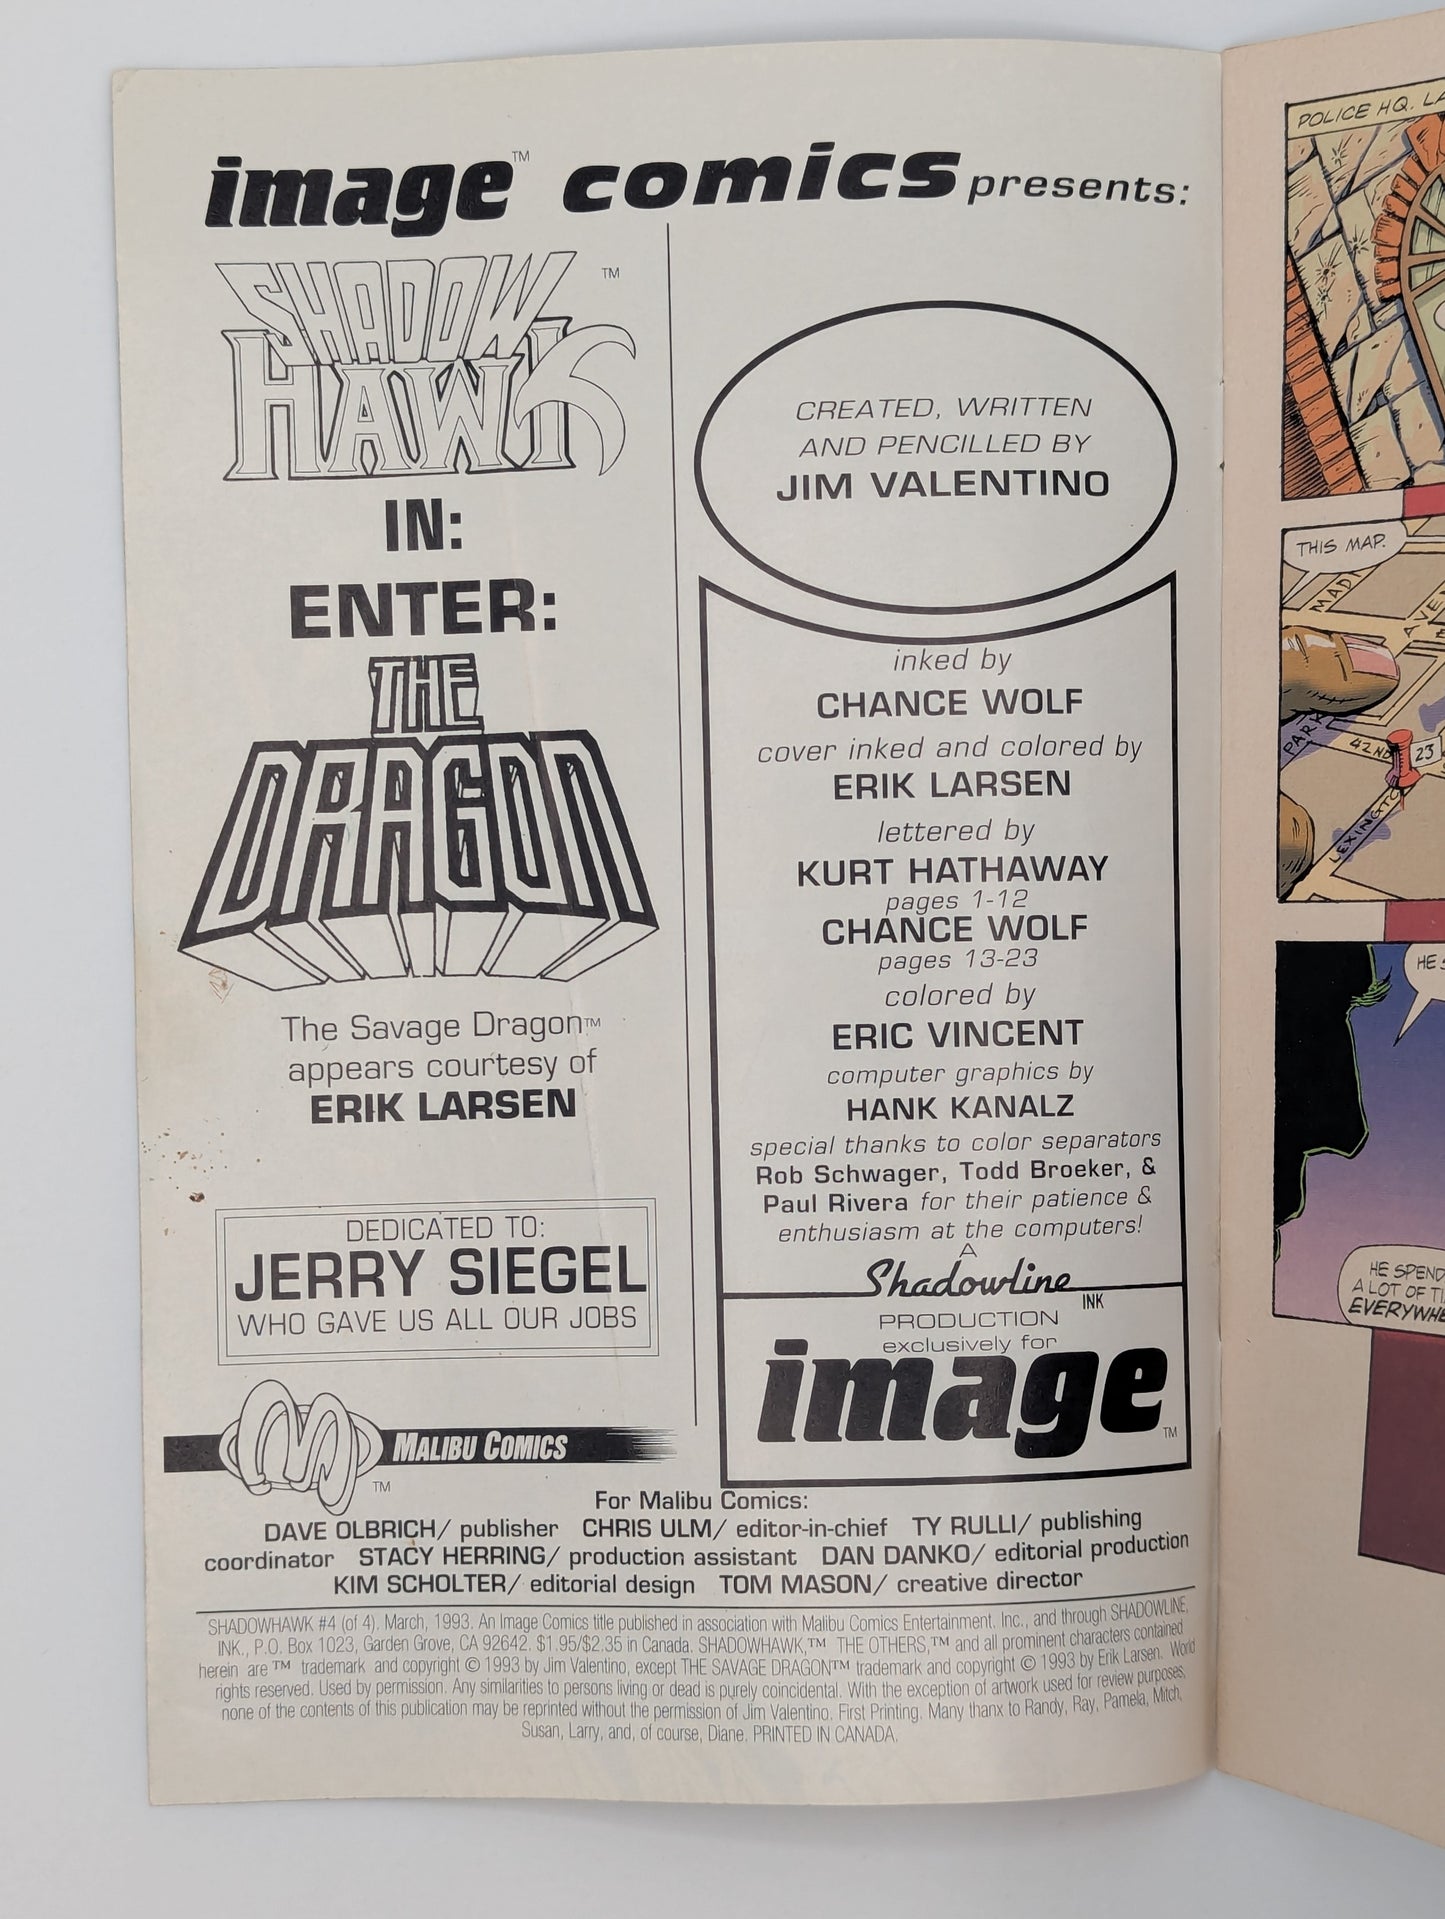 image™ comics presents:
SHADOW ™
HAWK
IN:
ENTER:
THE
DRAGON
The Savage Dragon™
appears courtesy of
ERIK LARSEN
DEDICATED TO:
JERRY SIEGEL
WHO GAVE US ALL OUR JOBS
CREATED, WRITTEN
AND PENCILLED BY
JIM VALENTINO
inked by
CHANCE WOLF
cover inked and colored by
ERIK LARSEN
lettered by
KURT HATHAWAY
pages 1-12
CHANCE WOLF
pages 13-23
colored by
ERIC VINCENT
computer graphics by
HANK KANALZ
special thanks to color separators
Rob Schwager, Todd Broeker, &
Paul Rivera for their patience &
enthusiasm at the computers!
A
Shadowline
INK
PRODUCTION
exclusively for
image™
MALIBU COMICS
™
For Malibu Comics:
DAVE OLBRICH/ publisher CHRIS ULM/ editor-in-chief TY RULLI/ publishing
coordinator STACY HERRING/ production assistant DAN DANKO/ editorial production
KIM SCHOLTER/ editorial design TOM MASON/ creative director
SHADOWHAWK #4 (of 4). March, 1993. An Image Comics title published in association with Malibu Comics Entertainment, Inc., and through SHADOWLINE,
INK., P.O. Box 1023, Garden Grove, CA 92642. $1.95/$2.35 in Canada. SHADOWHAWK,™ THE OTHERS,™ and all prominent characters contained
herein are ™ trademark and copyright © 1993 by Jim Valentino, except THE SAVAGE DRAGON™ trademark and copyright © 1993 by Erik Larsen. World
rights reserved. Used by permission. Any similarities to persons living or dead is purely coincidental. With the exception of artwork used for review purposes,
none of the contents of this publication may be reprinted without the permission of Jim Valentino. First Printing. Many thanx to Randy, Ray, Pamela, Mitch,
Susan, Larry, and, of course, Diane. PRINTED IN CANADA.
POLICE HQ.
THIS MAP.
MADI
AVE
PARK
42ND
23
LEXINGTO
HE
HE SPEND
A LOT OF TI
EVERYWHE